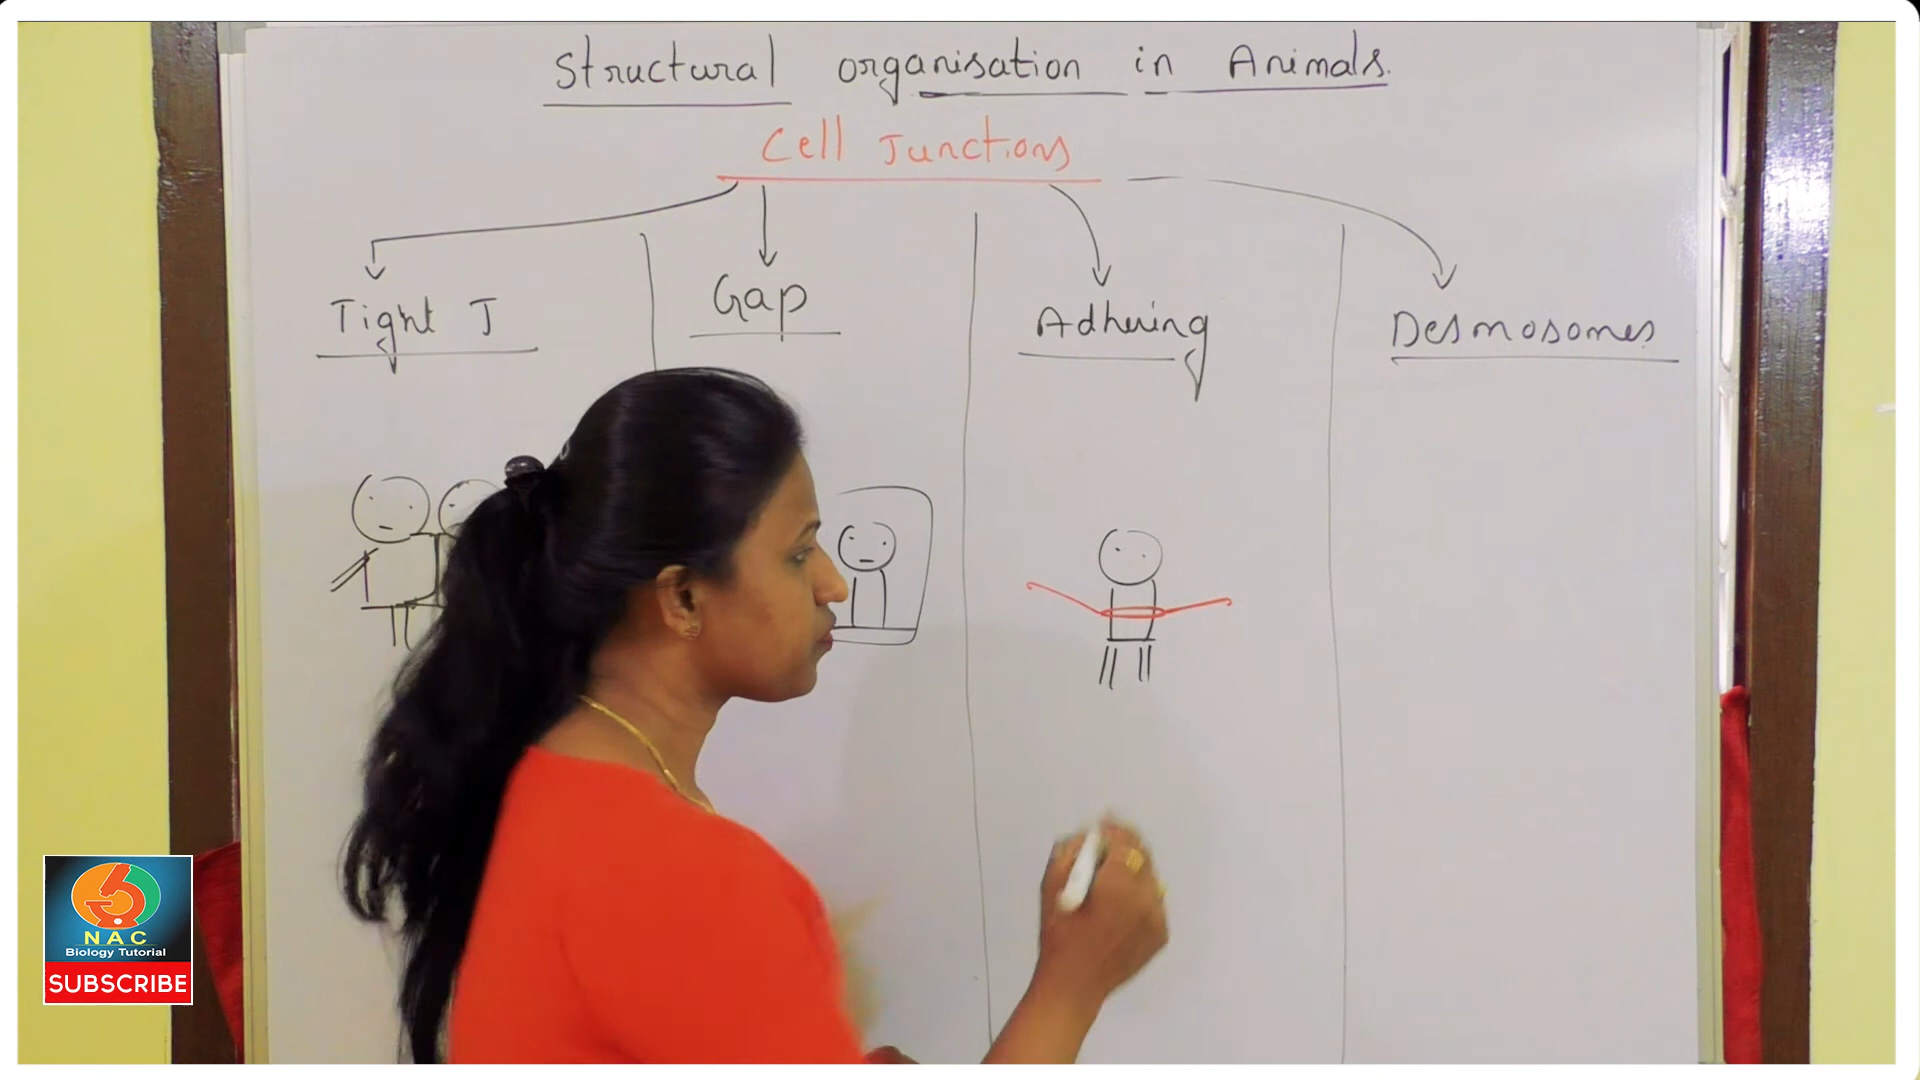 Structural organisation in Animals.
Cell Junctions
Tight J
Gap
Adhering
Desmosomes
NAC
Biology Tutorial
SUBSCRIBE